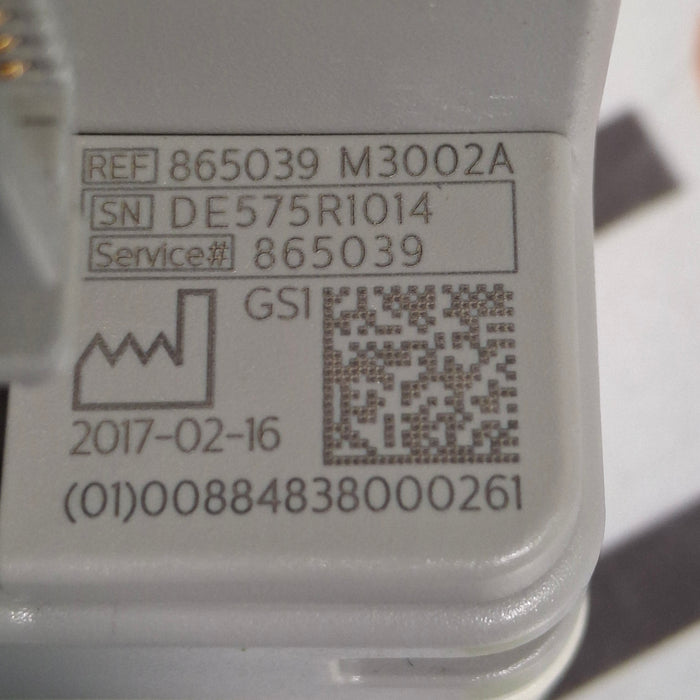 REF 865039 M3002A
SN DE575R1014
Service# 865039
GS1
2017-02-16
(01)00884838000261